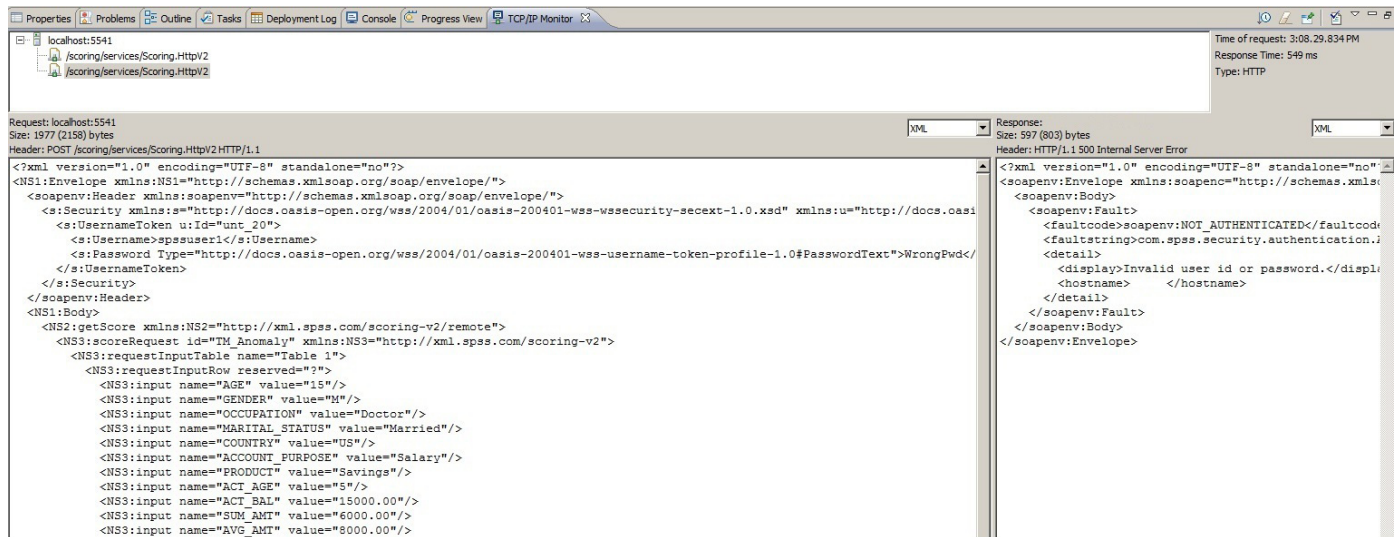 Properties Problems Outline Tasks Deployment Log Console Progress View TCP/IP Monitor
localhost:5541
/scoring/services/Scoring.HttpV2
/scoring/services/Scoring.HttpV2
Time of request: 3:08.29.834 PM
Response Time: 549 ms
Type: HTTP
Request: localhost:5541
Size: 1977 (2158) bytes
Header: POST /scoring/services/Scoring.HttpV2 HTTP/1.1
XML
<?xml version="1.0" encoding="UTF-8" standalone="no"?>
<NS1:Envelope xmlns:NS1="http://schemas.xmlsoap.org/soap/envelope/">
<soapenv:Header xmlns:soapenv="http://schemas.xmlsoap.org/soap/envelope/">
<s:Security xmlns:s="http://docs.oasis-open.org/wss/2004/01/oasis-200401-wss-wssecurity-secext-1.0.xsd" xmlns:u="http://docs.oasi
<s:UsernameToken u:Id="unt_20">
<s:Username>spssuser1</s:Username>
<s:Password Type="http://docs.oasis-open.org/wss/2004/01/oasis-200401-wss-username-token-profile-1.0#PasswordText">WrongPwd</
</s:UsernameToken>
</s:Security>
</soapenv:Header>
<NS1:Body>
<NS2:getScore xmlns:NS2="http://xml.spss.com/scoring-v2/remote">
<NS3:scoreRequest id="TM_Anomaly" xmlns:NS3="http://xml.spss.com/scoring-v2">
<NS3:requestInputTable name="Table 1">
<NS3:requestInputRow reserved="?">
<NS3:input name="AGE" value="15"/>
<NS3:input name="GENDER" value="M"/>
<NS3:input name="OCCUPATION" value="Doctor"/>
<NS3:input name="MARITAL_STATUS" value="Married"/>
<NS3:input name="COUNTRY" value="US"/>
<NS3:input name="ACCOUNT_PURPOSE" value="Salary"/>
<NS3:input name="PRODUCT" value="Savings"/>
<NS3:input name="ACT_AGE" value="5"/>
<NS3:input name="ACT_BAL" value="15000.00"/>
<NS3:input name="SUM_AMT" value="6000.00"/>
<NS3:input name="AVG_AMT" value="8000.00"/>
Response:
Size: 597 (803) bytes
Header: HTTP/1.1 500 Internal Server Error
XML
<?xml version="1.0" encoding="UTF-8" standalone="no"
<soapenv:Envelope xmlns:soapenc="http://schemas.xmlso
<soapenv:Body>
<soapenv:Fault>
<faultcode>soapenv:NOT_AUTHENTICATED</faultcode
<faultstring>com.spss.security.authentication.
<detail>
<display>Invalid user id or password.</displa
<hostname> </hostname>
</detail>
</soapenv:Fault>
</soapenv:Body>
</soapenv:Envelope>